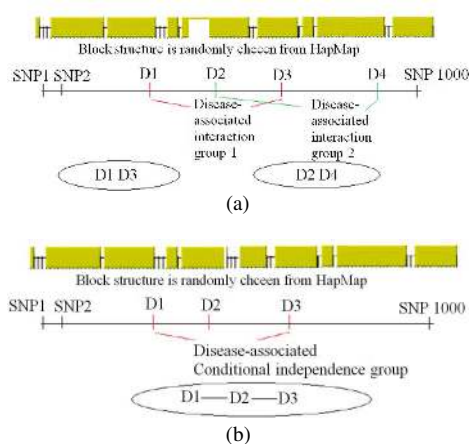 Block structure is randomly checen from HapMap
SNP1 SNP2 D1 D2 D3 D4 SNP 1000
Disease-
associated
interaction
group 1
Disease-
associated
interaction
group 2
D1 D3
D2 D4
(a)
Block structure is randomly checen from HapMap
SNP1 SNP2 D1 D2 D3 SNP 1000
Disease-associated
Conditional independence group
D1 D2 D3
(b)